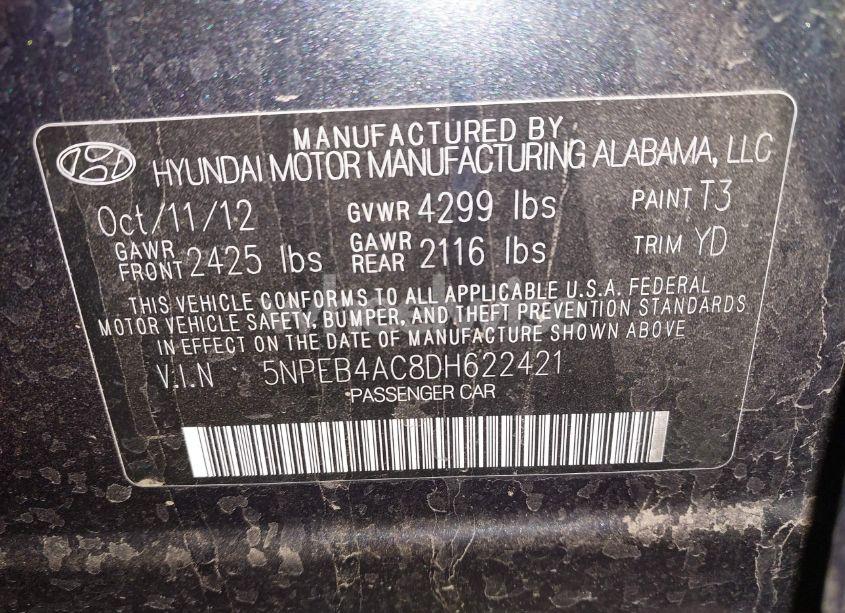 MANUFACTURED BY
HYUNDAI MOTOR MANUFACTURING ALABAMA, LLC
Oct/11/12 GVWR 4299 lbs PAINT T3
GAWR FRONT 2425 lbs GAWR REAR 2116 lbs TRIM YD
THIS VEHICLE CONFORMS TO ALL APPLICABLE U.S.A. FEDERAL
MOTOR VEHICLE SAFETY, BUMPER, AND THEFT PREVENTION STANDARDS
IN EFFECT ON THE DATE OF MANUFACTURE SHOWN ABOVE
V.I.N 5NPEB4AC8DH622421
PASSENGER CAR